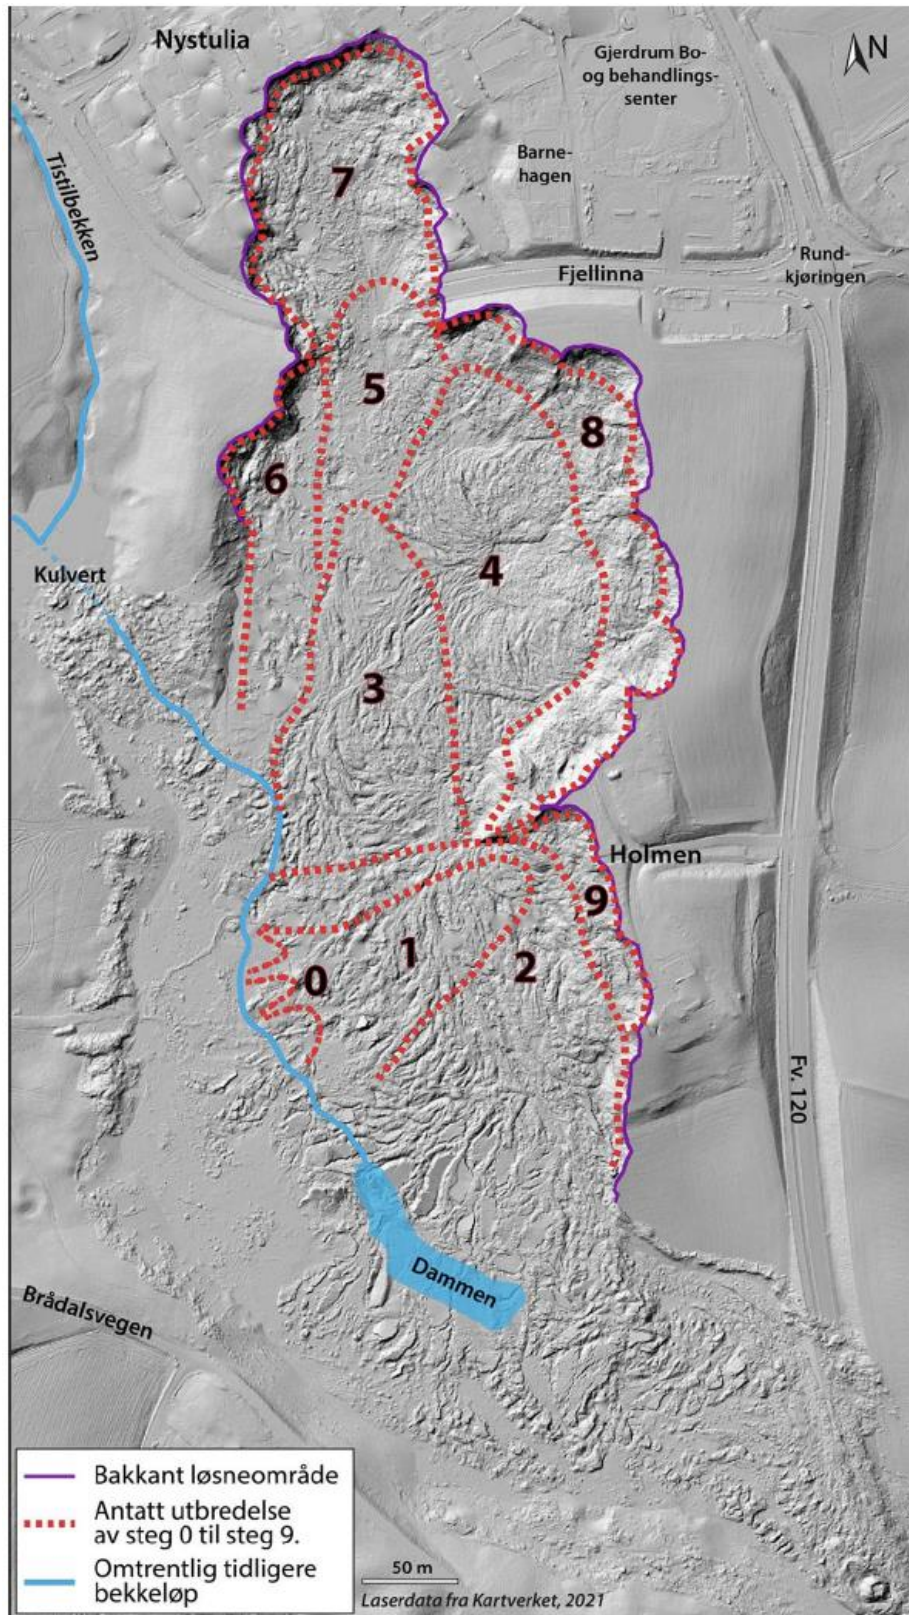 Nystulia
Gjerdrum Bo-
og behandlings-
senter
N
Barne-
hagen
Tistilbekken
7
Rund-
kjøringen
Fjellinna
5
8
6
4
Kulvert
3
Holmen
9
1
2
0
Fv. 120
Dammen
Brådalsvegen
Bakkant løsneområde
Antatt utbredelse
av steg 0 til steg 9.
Omtrentlig tidligere
bekkeløp
50 m
Laserdata fra Kartverket, 2021